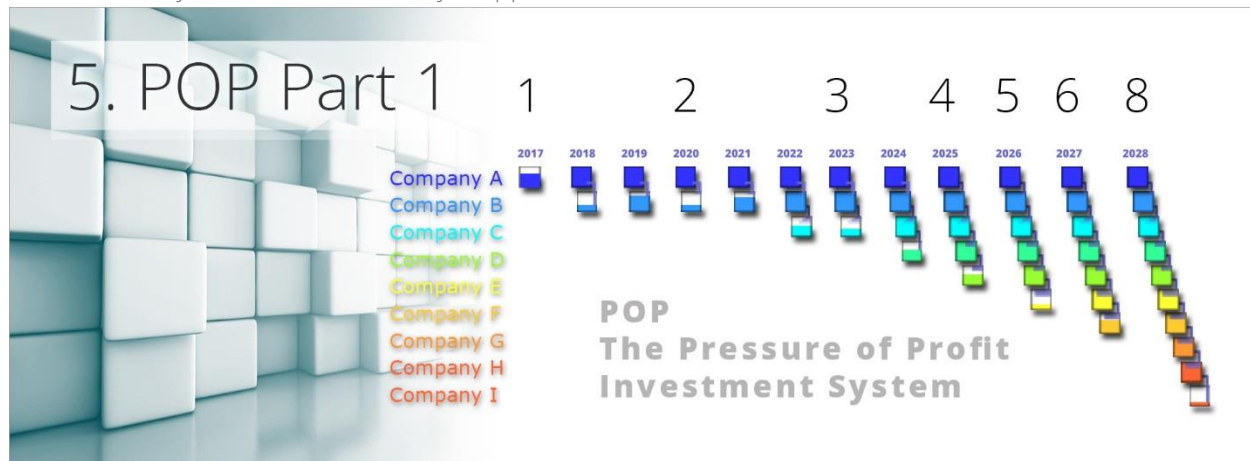 5. POP Part 1
1 2 3 4 5 6 8
2017 2018 2019 2020 2021 2022 2023 2024 2025 2026 2027 2028
Company A
Company B
Company C
Company D
Company E
Company F
Company G
Company H
Company I
POP
The Pressure of Profit
Investment System